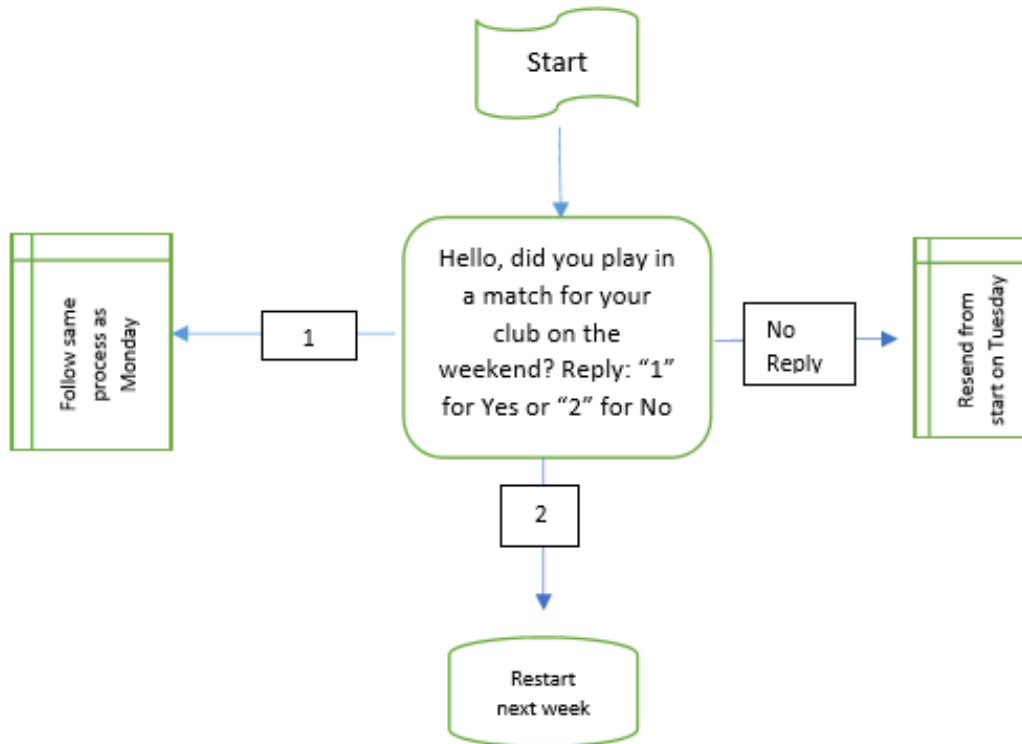 Start
Hello, did you play in
a match for your
club on the
weekend? Reply: “1”
for Yes or “2” for No
1
Follow same
process as
Monday
No
Reply
Resend from
start on Tuesday
2
Restart
next week